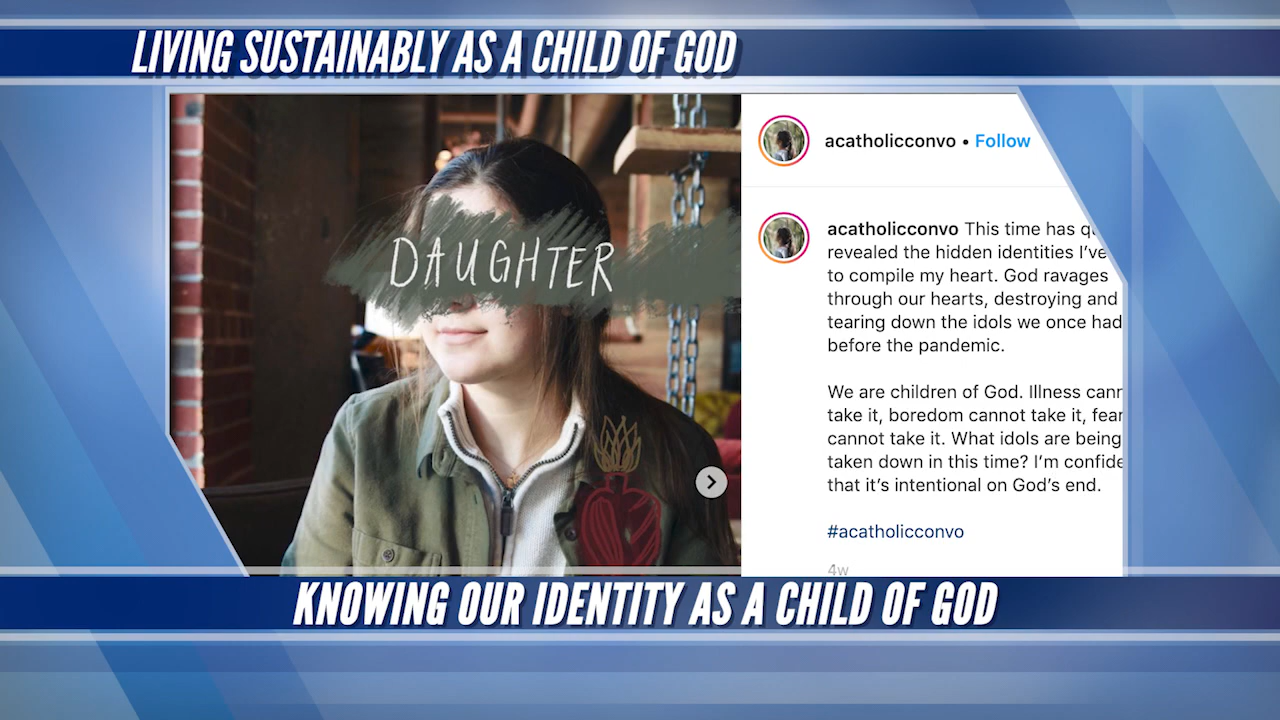 LIVING SUSTAINABLY AS A CHILD OF GOD
DAUGHTER
acatholicconvo • Follow
acatholicconvo This time has
revealed the hidden identities I've
to compile my heart. God ravages
through our hearts, destroying and
tearing down the idols we once had
before the pandemic.
We are children of God. Illness
take it, boredom cannot take it, fear
cannot take it. What idols are being
taken down in this time? I'm
that it's intentional on God's end.
#acatholicconvo
4w
KNOWING OUR IDENTITY AS A CHILD OF GOD